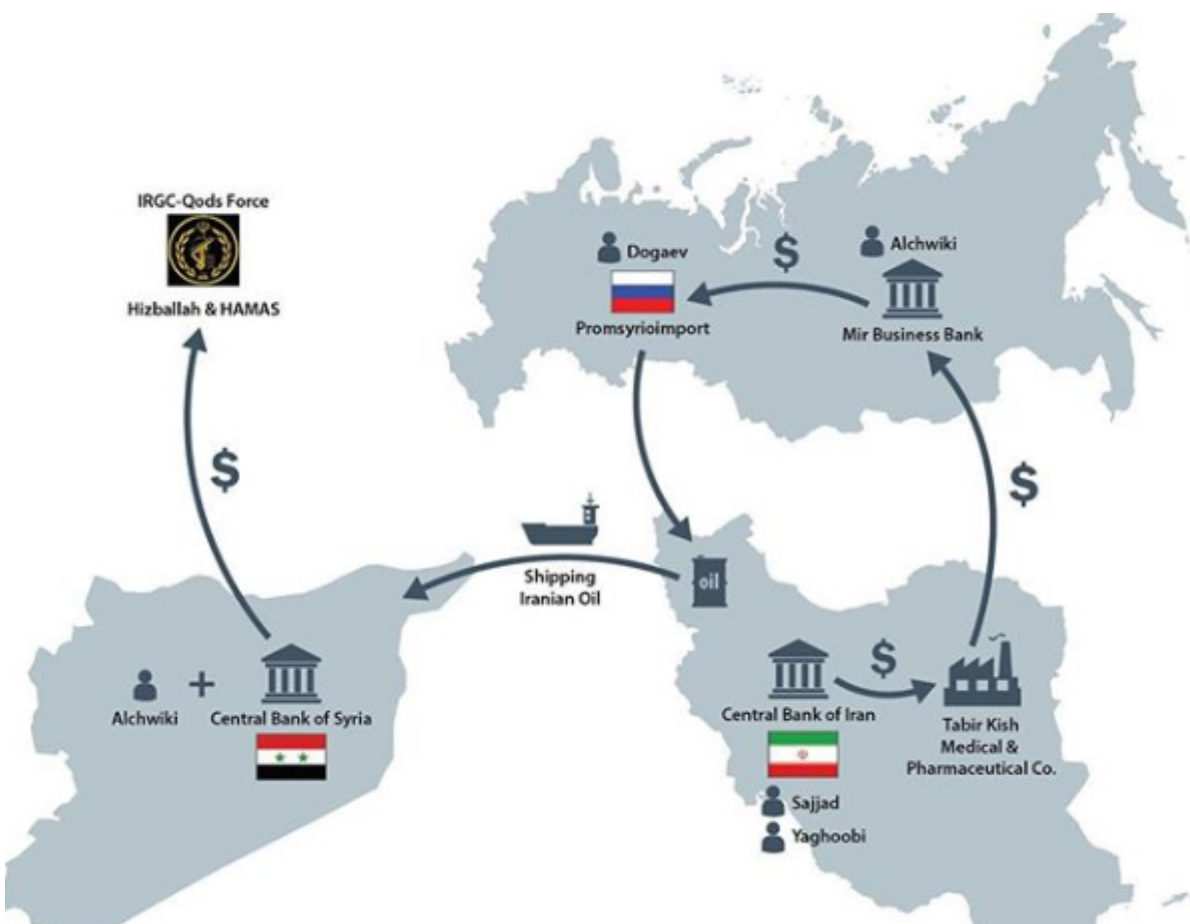 IRGC-Qods Force
Hizballah & HAMAS
$
Dogaev
Promsyrioimport
$
Alchwiki
Mir Business Bank
$
Shipping
Iranian Oil
oil
Alchwiki
+
Central Bank of Syria
Central Bank of Iran
$
Sajjad
Yaghoobi
Tabir Kish
Medical &
Pharmaceutical Co.